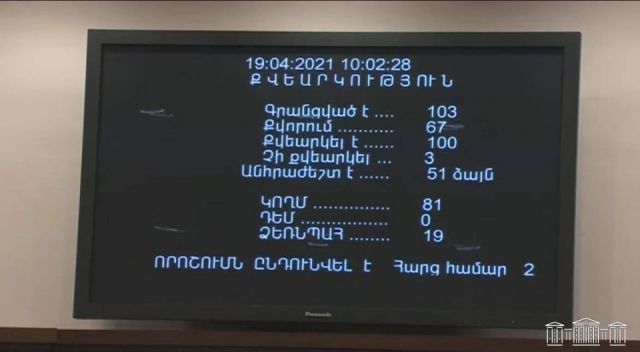 19:04:2021 10:02:28
ՔՎԵԱՐԿՈՒԹՅՈՒՆ
Գրանցված է .... 103
Քվորում ........... 67
Քվեարկել է ...... 100
Չի քվեարկել ... 3
Անհրաժեշտ է ...... 51 ձայն
ԿՈՂՄ ................ 81
ԴԵՄ .................. 0
ՁԵՌՆՊԱՀ ........ 19
ՈՐՈՇՈՒՄՆ ԸՆԴՈՒՆՎԵԼ է Հարց համար 2
Panasonic